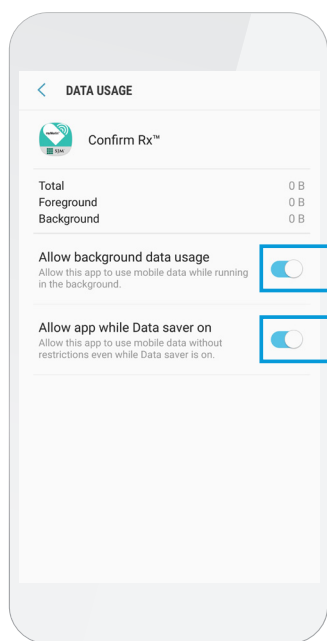 DATA USAGE
Confirm Rx™
Total 0 B
Foreground 0 B
Background 0 B
Allow background data usage
Allow this app to use mobile data while running
in the background.
Allow app while Data saver on
Allow this app to use mobile data without
restrictions even while Data saver is on.